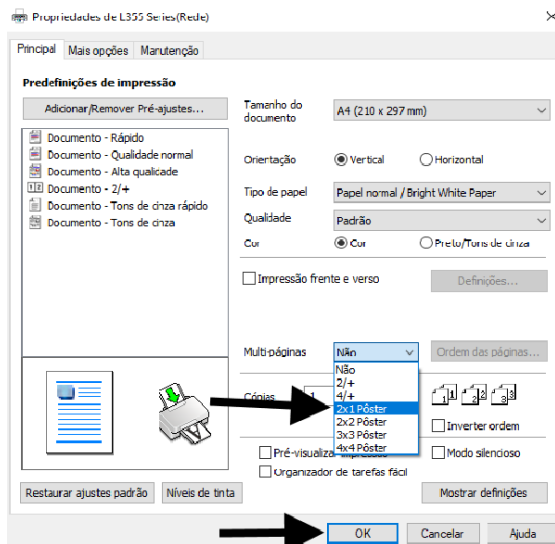 Propriedades de L355 Series(Rede)
Principal Mais opções Manutenção
Predefinições de impressão
Adicionar/Remover Pré-ajustes...
Documento - Rápido
Documento - Qualidade normal
Documento - Alta qualidade
Documento - 2/+
Documento - Tons de cinza rápido
Documento - Tons de cinza
Tamanho do documento
A4 (210 x 297 mm)
Orientação
Vertical
Horizontal
Tipo de papel
Papel normal / Bright White Paper
Qualidade
Padrão
Cor
Cor
Preto/Tons de cinza
Impressão frente e verso
Definições...
Multi-páginas
Não
Ordem das páginas...
Não
2/+
4/+
2x1 Pôster
2x2 Pôster
3x3 Pôster
4x4 Pôster
Cópias
1
Inverter ordem
Modo silencioso
Organizador de tarefas fácil
Restaurar ajustes padrão
Níveis de tinta
Mostrar definições
OK
Cancelar
Ajuda